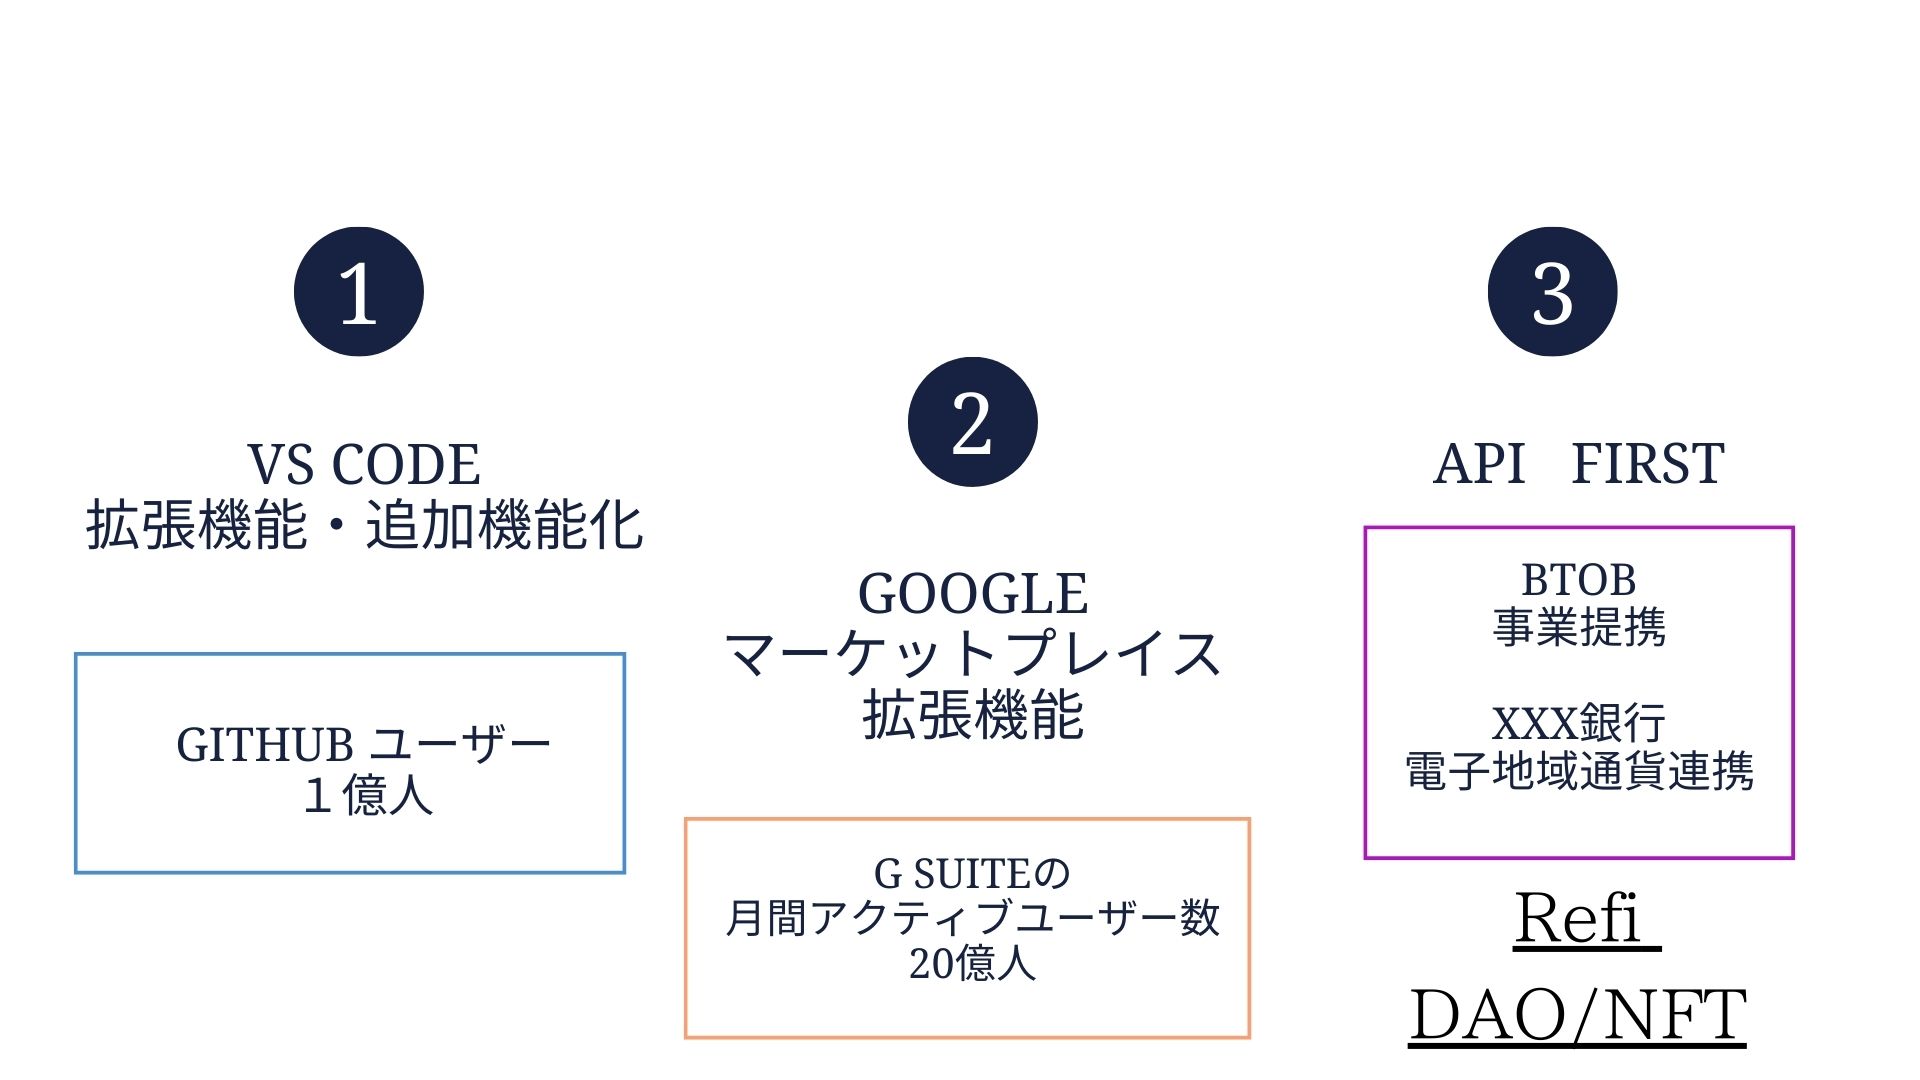 1
VS CODE
拡張機能・追加機能化
GITHUB ユーザー
１億人
2
GOOGLE
マーケットプレイス
拡張機能
G SUITEの
月間アクティブユーザー数
20億人
3
API FIRST
BTOB
事業提携
XXX銀行
電子地域通貨連携
Refi
DAO/NFT